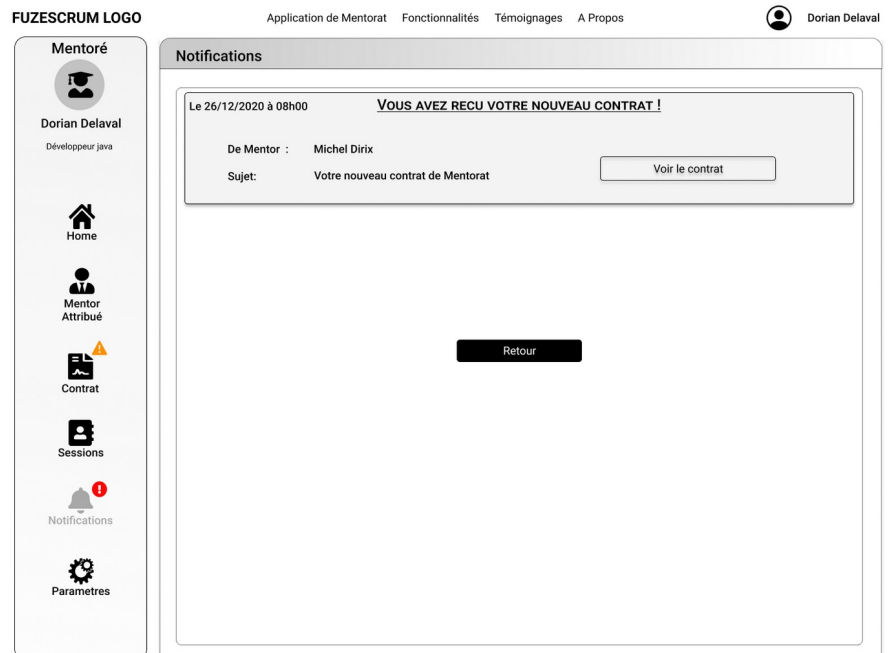 FUZESCRUM LOGO
Application de Mentorat Fonctionnalités Témoignages A Propos
Dorian Delaval
Mentoré
Dorian Delaval
Développeur java
Home
Mentor
Attribué
Contrat
Sessions
Notifications
Parametres
Notifications
Le 26/12/2020 à 08h00 VOUS AVEZ RECU VOTRE NOUVEAU CONTRAT !
De Mentor : Michel Dirix
Sujet: Votre nouveau contrat de Mentorat
Voir le contrat
Retour